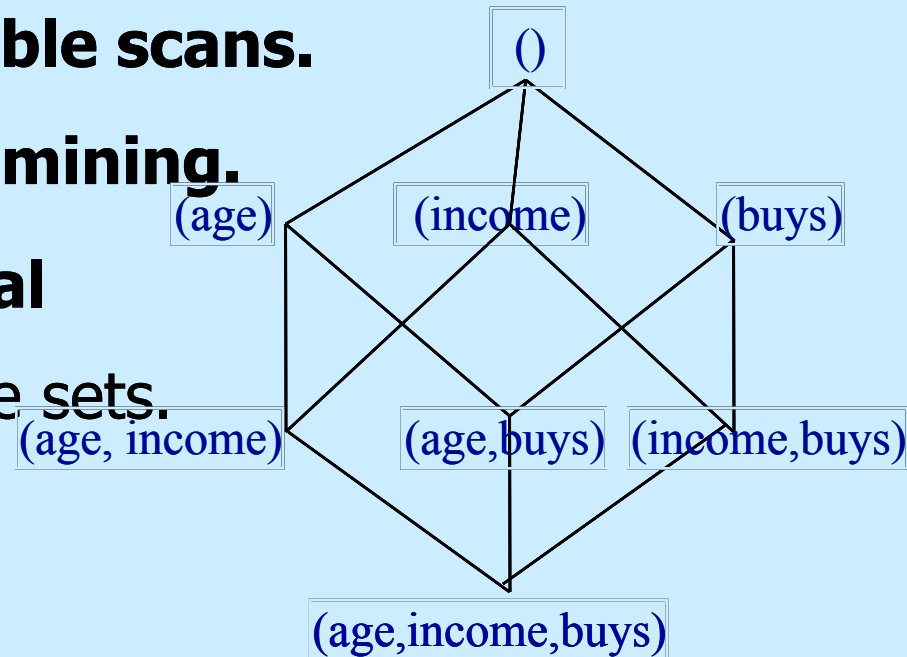 ble scans.
()
mining.
(age)
(income)
(buys)
al
e sets.
(age, income)
(age,buys)
(income,buys)
(age,income,buys)